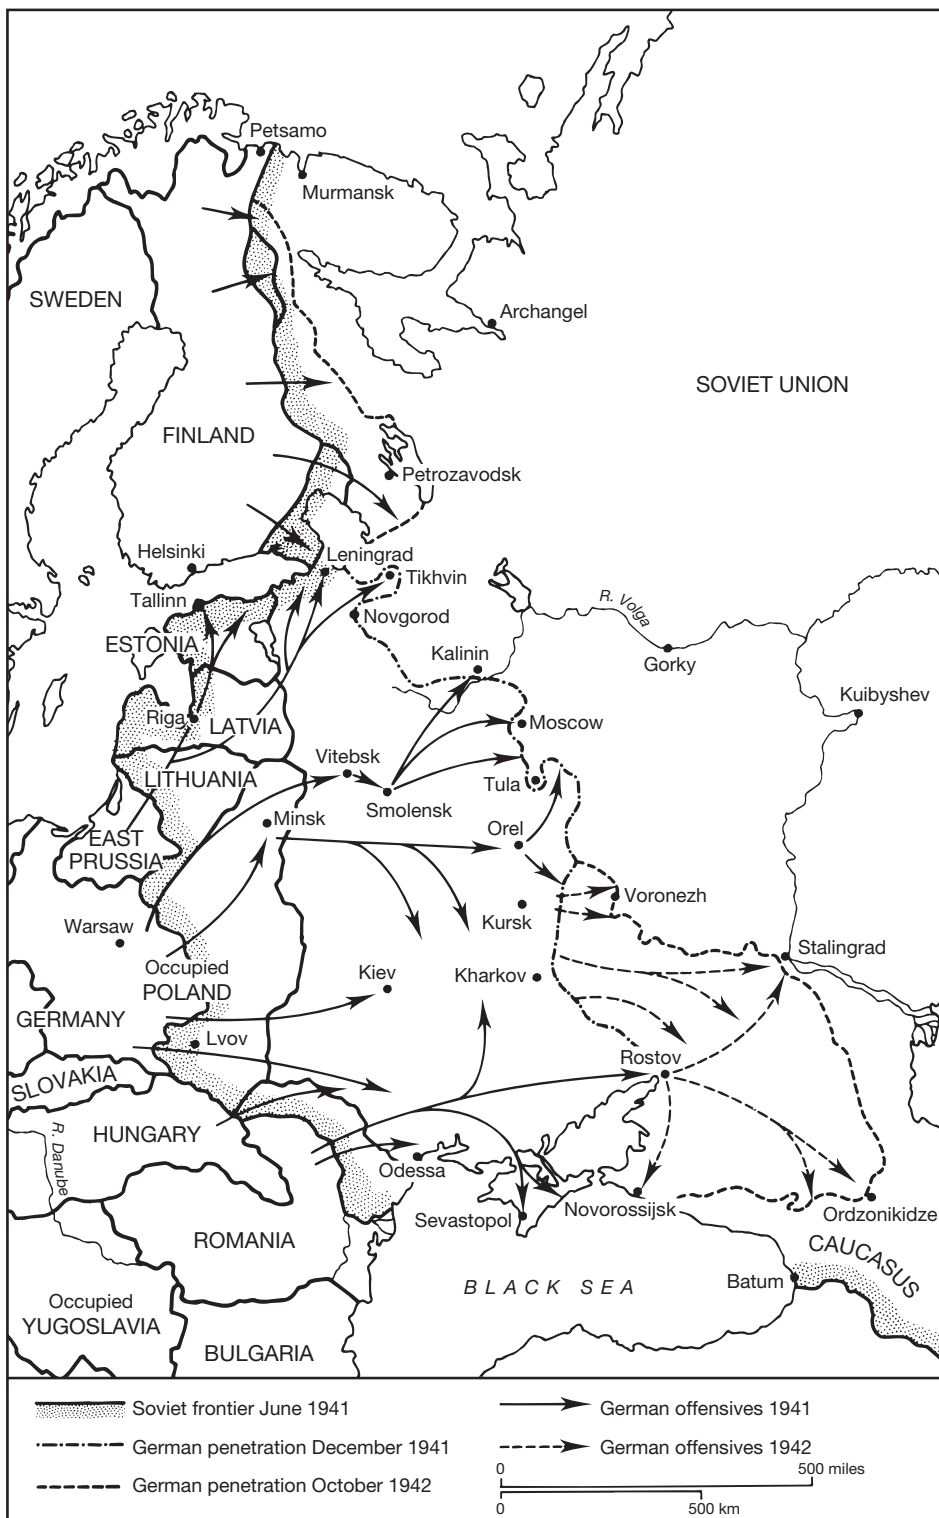 Petsamo
Murmansk
SWEDEN
Archangel
SOVIET UNION
FINLAND
Petrozavodsk
Helsinki
Leningrad
Tikhvin
Tallinn
Novgorod
R. Volga
ESTONIA
Kalinin
Gorky
Kuibyshev
Riga
LATVIA
Moscow
Vitebsk
LITHUANIA
Tula
Smolensk
Minsk
Orel
EAST
PRUSSIA
Voronezh
Kursk
Warsaw
Stalingrad
Occupied
POLAND
Kiev
Kharkov
GERMANY
Lvov
Rostov
SLOVAKIA
HUNGARY
R. Danube
Odessa
Sevastopol
Novorossijsk
Ordzonikidze
ROMANIA
CAUCASUS
Batum
BLACK SEA
Occupied
YUGOSLAVIA
BULGARIA
Soviet frontier June 1941
German penetration December 1941
German penetration October 1942
German offensives 1941
German offensives 1942
0 500 miles
0 500 km